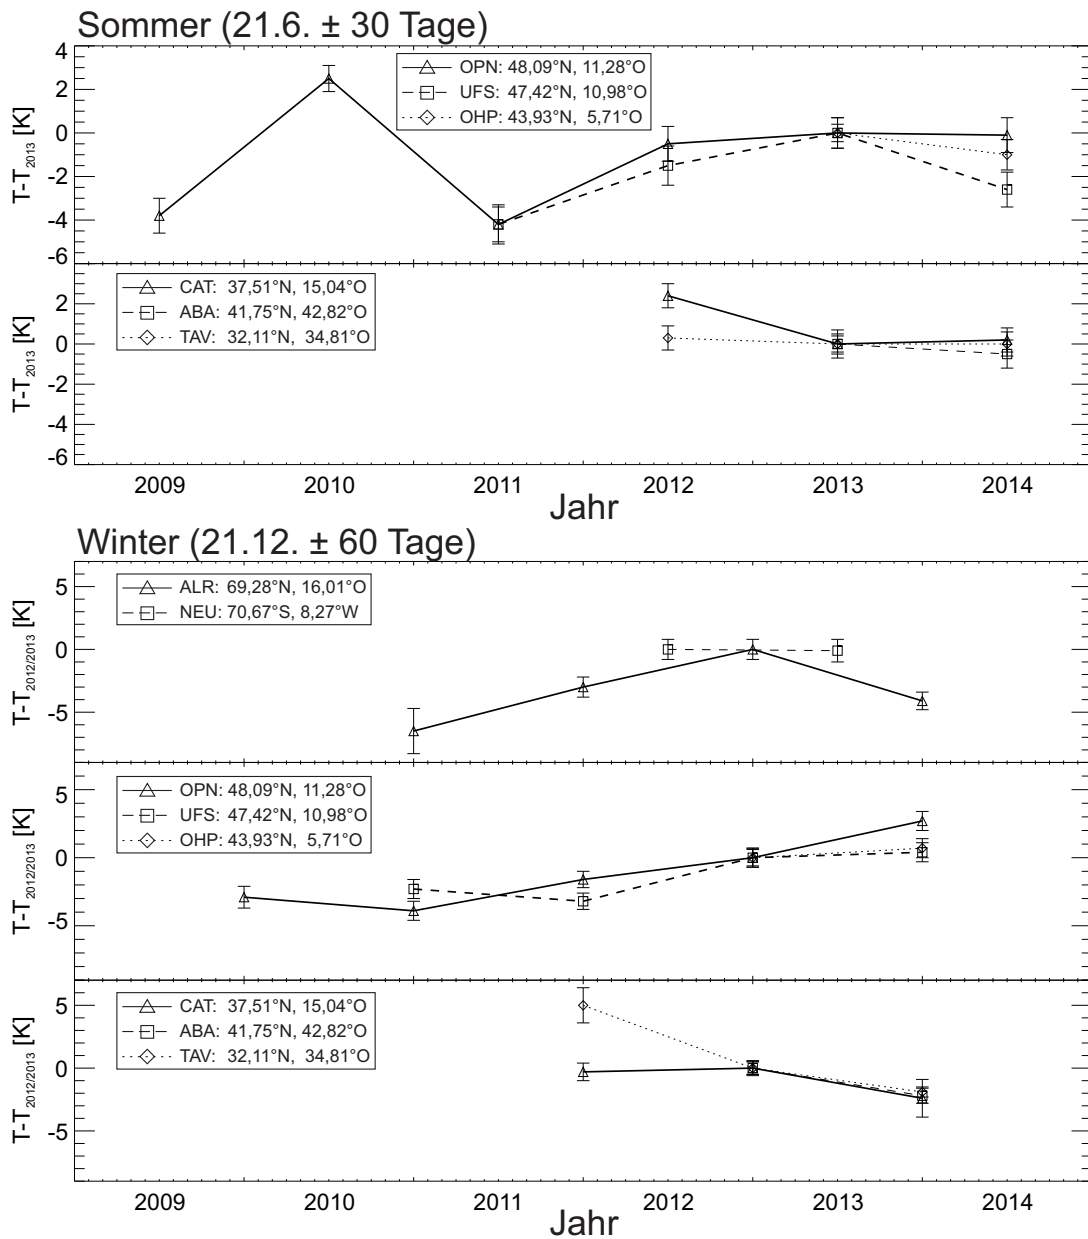 Sommer (21.6. ± 30 Tage)
4
2
0
-2
-4
-6
T-T2013 [K]
OPN: 48,09°N, 11,28°O
UFS: 47,42°N, 10,98°O
OHP: 43,93°N, 5,71°O
2
0
-2
-4
-6
T-T2013 [K]
CAT: 37,51°N, 15,04°O
ABA: 41,75°N, 42,82°O
TAV: 32,11°N, 34,81°O
2009 2010 2011 2012 2013 2014
Jahr
Winter (21.12. ± 60 Tage)
5
0
-5
T-T2012/2013 [K]
ALR: 69,28°N, 16,01°O
NEU: 70,67°S, 8,27°W
5
0
-5
T-T2012/2013 [K]
OPN: 48,09°N, 11,28°O
UFS: 47,42°N, 10,98°O
OHP: 43,93°N, 5,71°O
5
0
-5
T-T2012/2013 [K]
CAT: 37,51°N, 15,04°O
ABA: 41,75°N, 42,82°O
TAV: 32,11°N, 34,81°O
2009 2010 2011 2012 2013 2014
Jahr